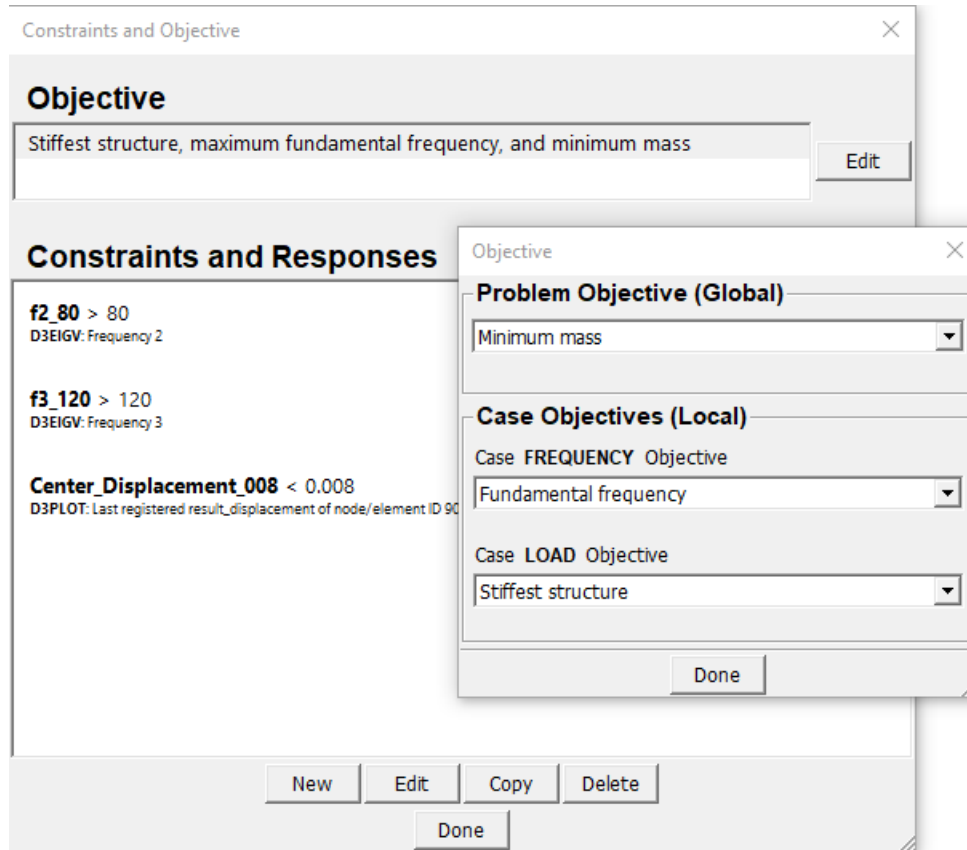 Constraints and Objective
Objective
Stiffest structure, maximum fundamental frequency, and minimum mass
Edit
Constraints and Responses
f2_80 > 80
D3EIGV: Frequency 2
f3_120 > 120
D3EIGV: Frequency 3
Center_Displacement_008 < 0.008
D3PLOT: Last registered result_displacement of node/element ID 90
Objective
Problem Objective (Global)
Minimum mass
Case Objectives (Local)
Case FREQUENCY Objective
Fundamental frequency
Case LOAD Objective
Stiffest structure
Done
New Edit Copy Delete
Done